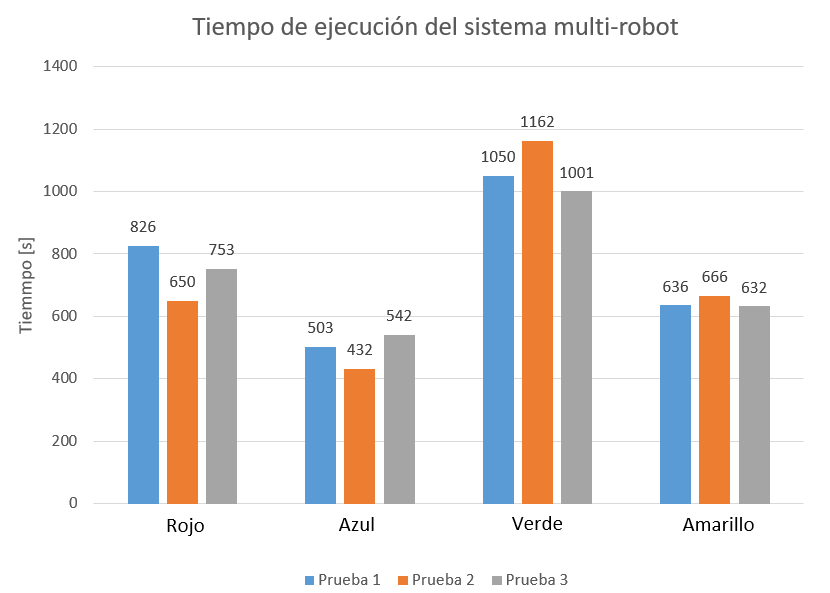 Tiempo de ejecución del sistema multi-robot
1400
1200
1000
800
600
400
200
0
Tiemmpo [s]
826
650
753
503
432
542
1050
1162
1001
636
666
632
Rojo
Azul
Verde
Amarillo
Prueba 1
Prueba 2
Prueba 3